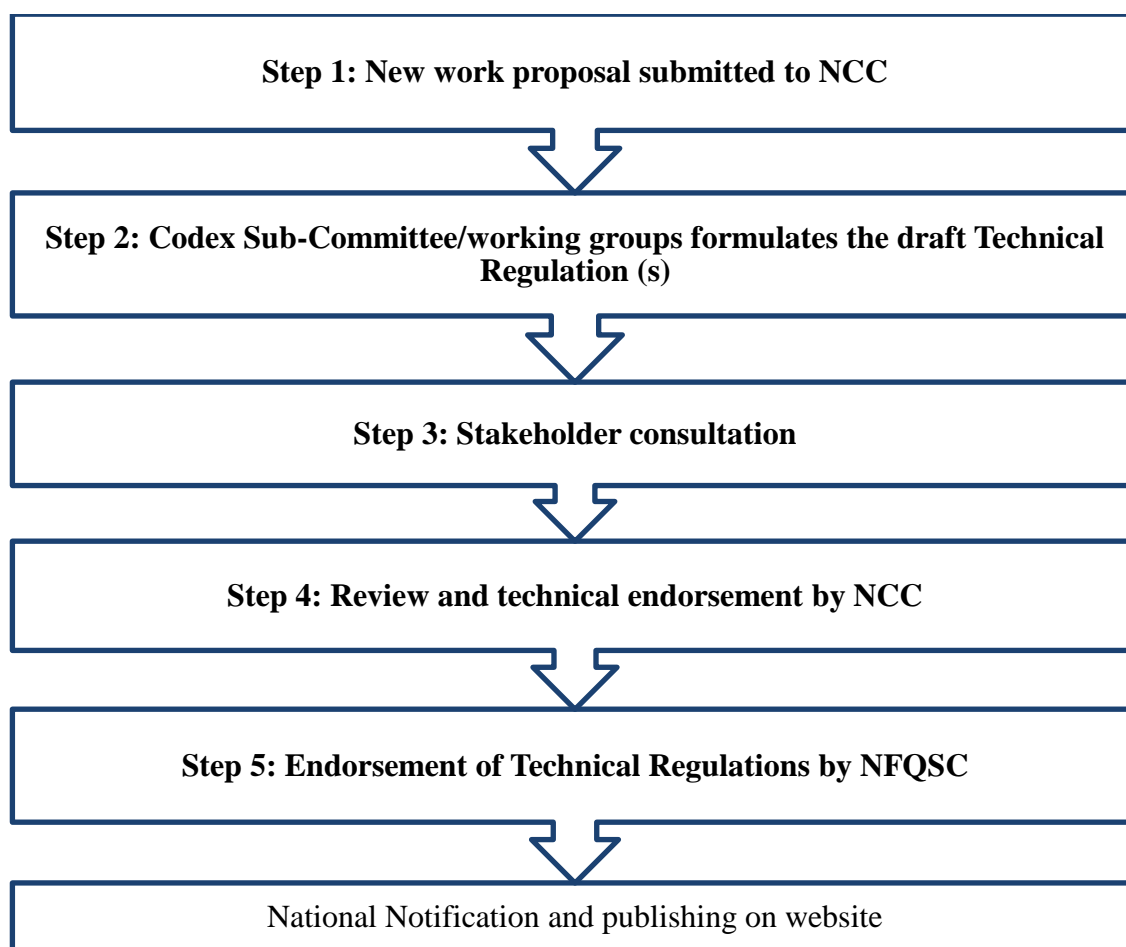 Step 1: New work proposal submitted to NCC
Step 2: Codex Sub-Committee/working groups formulates the draft Technical
Regulation (s)
Step 3: Stakeholder consultation
Step 4: Review and technical endorsement by NCC
Step 5: Endorsement of Technical Regulations by NFQSC
National Notification and publishing on website